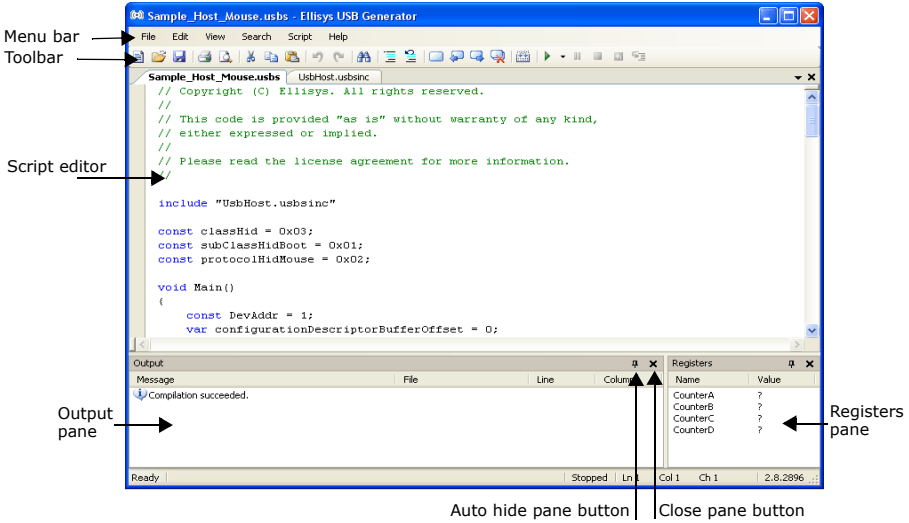 Sample_Host_Mouse.usbs - Ellisys USB Generator
Menu bar
File Edit View Search Script Help
Toolbar
Sample_Host_Mouse.usbs UsbHost.usbsinc
// Copyright (C) Ellisys. All rights reserved.
//
// This code is provided "as is" without warranty of any kind,
// either expressed or implied.
//
// Please read the license agreement for more information.
Script editor
//
include "UsbHost.usbsinc"
const classHid = 0x03;
const subClassHidBoot = 0x01;
const protocolHidMouse = 0x02;
void Main()
{
const DevAddr = 1;
var configurationDescriptorBufferOffset = 0;
Output
Registers
Message File Line Column
Name Value
Compilation succeeded.
CounterA ?
CounterB ?
CounterC ?
CounterD ?
Output
pane
Registers
pane
Ready Stopped Ln 1 Col 1 Ch 1 2.8.2896
Auto hide pane button
Close pane button